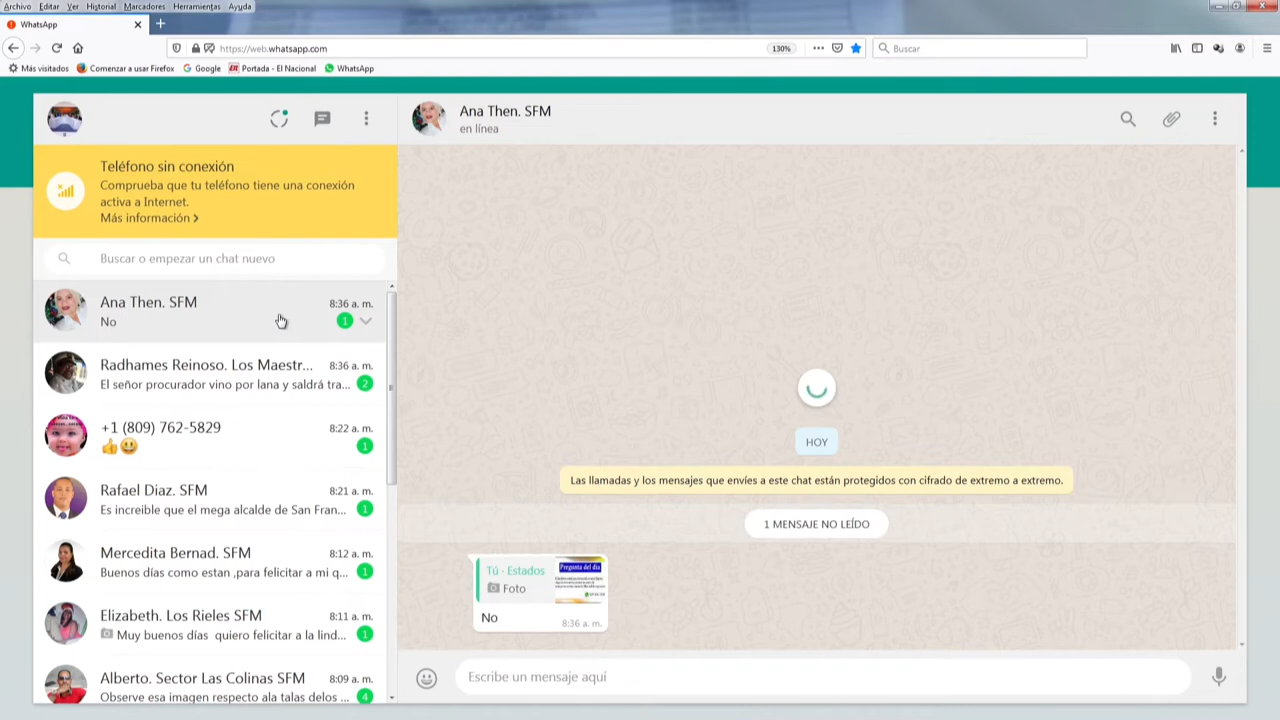 Archivo Editar Ver Historial Marcadores Herramientas Ayuda
WhatsApp
https://web.whatsapp.com
130%
Buscar
Más visitados
Comenzar a usar Firefox
Google
Portada - El Nacional
WhatsApp
Teléfono sin conexión
Comprueba que tu teléfono tiene una conexión
activa a Internet.
Más información
Buscar o empezar un chat nuevo
Ana Then. SFM
8:36 a. m.
No
1
Radhames Reinoso. Los Maestr...
8:36 a. m.
El señor procurador vino por lana y saldrá tra...
2
+1 (809) 762-5829
8:22 a. m.
1
Rafael Diaz. SFM
8:21 a. m.
Es increible que el mega alcalde de San Fran...
1
Mercedita Bernad. SFM
8:12 a. m.
Buenos días como estan ,para felicitar a mi q...
1
Elizabeth. Los Rieles SFM
8:11 a. m.
Muy buenos días quiero felicitar a la lind...
1
Alberto. Sector Las Colinas SFM
8:09 a. m.
Observe esa imagen respecto ala talas delos ...
4
Ana Then. SFM
en línea
HOY
Las llamadas y los mensajes que envíes a este chat están protegidos con cifrado de extremo a extremo.
1 MENSAJE NO LEÍDO
Tú · Estados
Foto
Pregunta del día
No
8:36 a. m.
Escribe un mensaje aquí